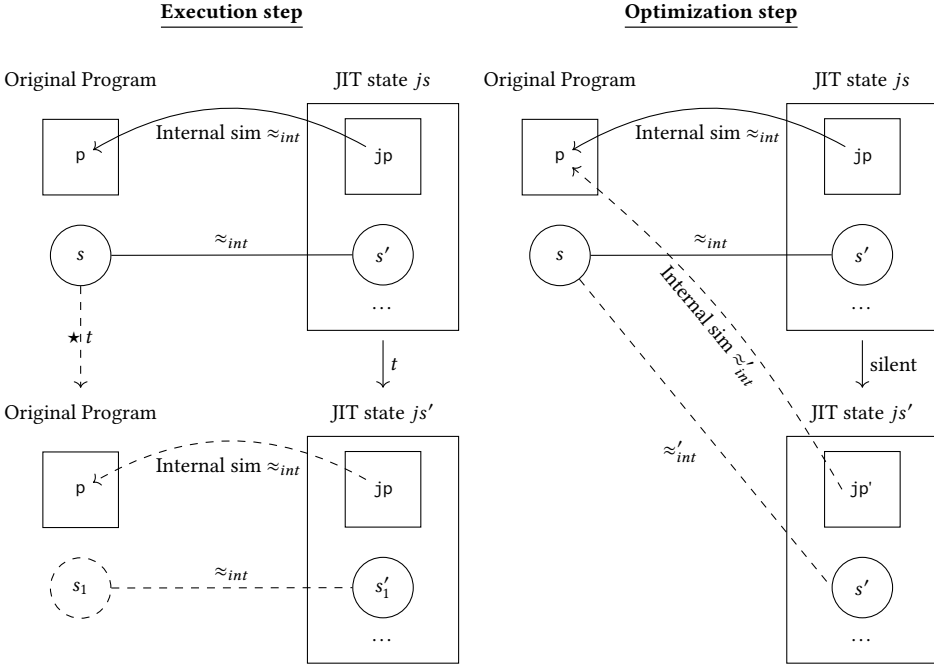 Execution step
Optimization step
Original Program
JIT state js
Original Program
JIT state js
p
Internal sim ≈int
jp
p
Internal sim ≈int
jp
s
≈int
s′
s
≈int
s′
...
...
Internal sim ≈′int
★ t
t
silent
Original Program
JIT state js′
JIT state js′
p
Internal sim ≈int
jp
≈′int
jp'
s1
≈int
s′1
s′
...
...